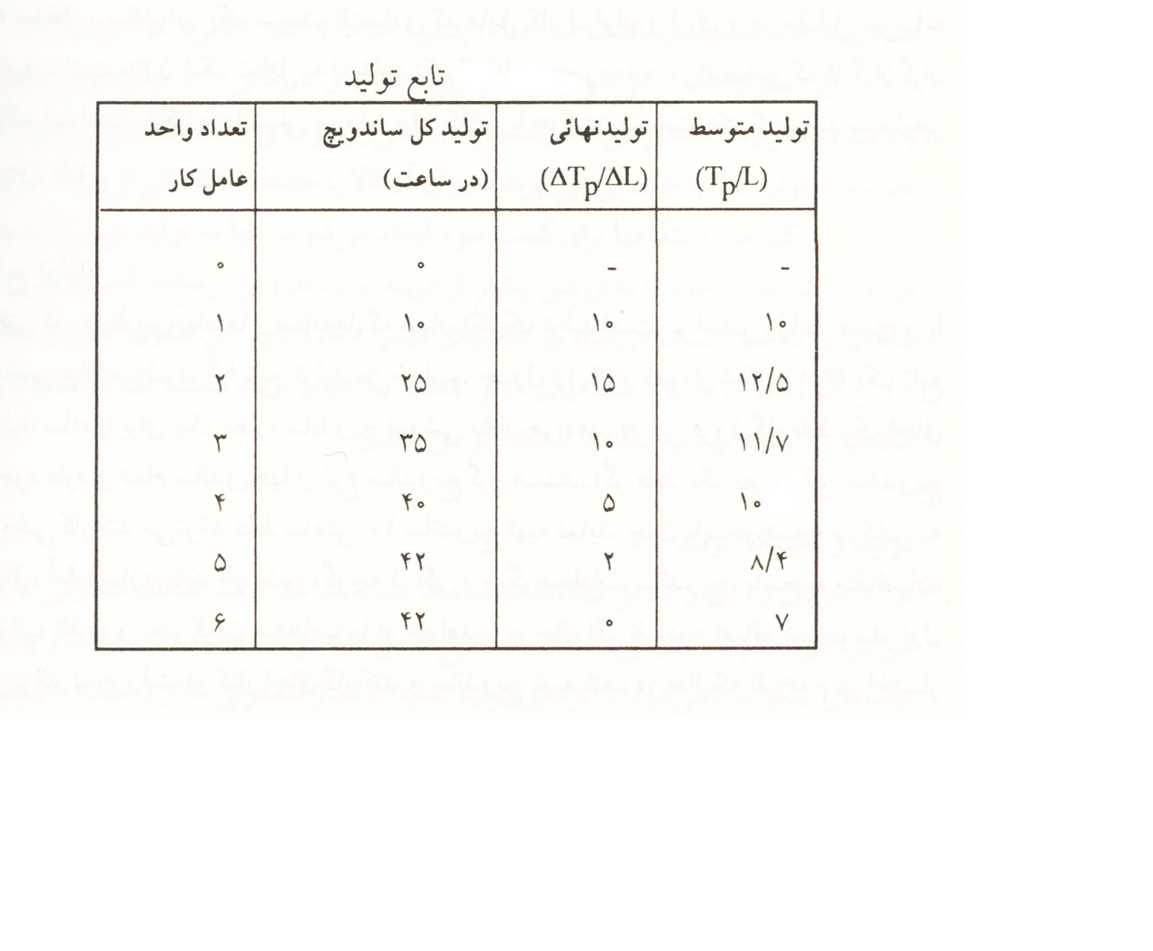 تابع تولید
تعداد واحد عامل کار | تولید کل ساندویچ (در ساعت) | تولید نهائی (ΔTp/ΔL) | تولید متوسط (Tp/L)
۰ | ۰ | - | -
۱ | ۱۰ | ۱۰ | ۱۰
۲ | ۲۵ | ۱۵ | ۱۲/۵
۳ | ۳۵ | ۱۰ | ۱۱/۷
۴ | ۴۰ | ۵ | ۱۰
۵ | ۴۲ | ۲ | ۸/۴
۶ | ۴۲ | ۰ | ۷